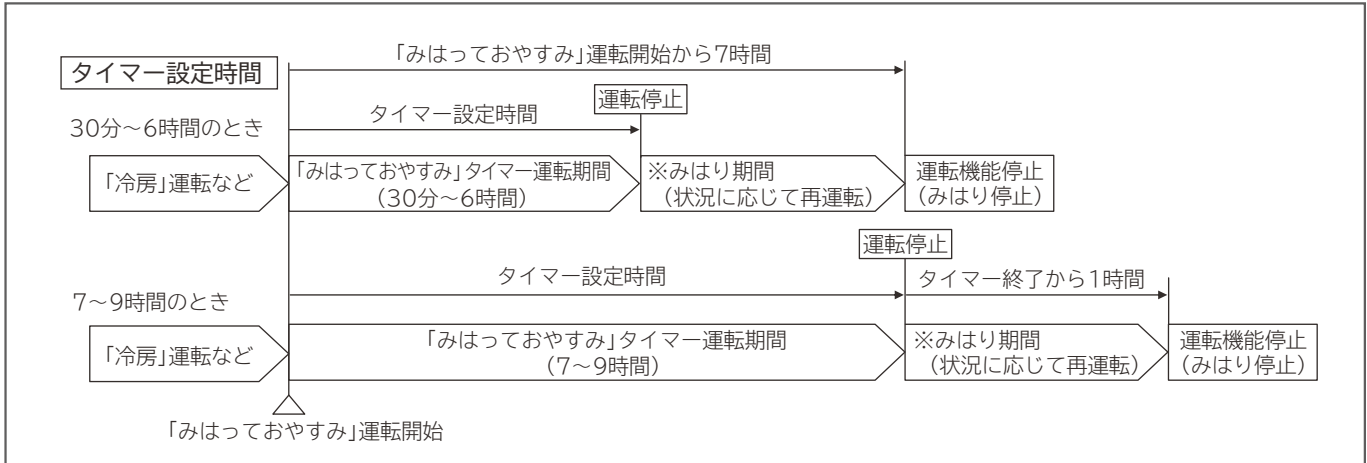 「みはっておやすみ」運転開始から7時間
タイマー設定時間
運転停止
タイマー設定時間
30分～6時間のとき
「冷房」運転など
「みはっておやすみ」タイマー運転期間
(30分～6時間)
※みはり期間
(状況に応じて再運転)
運転機能停止
(みはり停止)
運転停止
タイマー設定時間
タイマー終了から1時間
7～9時間のとき
「冷房」運転など
「みはっておやすみ」タイマー運転期間
(7～9時間)
※みはり期間
(状況に応じて再運転)
運転機能停止
(みはり停止)
「みはっておやすみ」運転開始